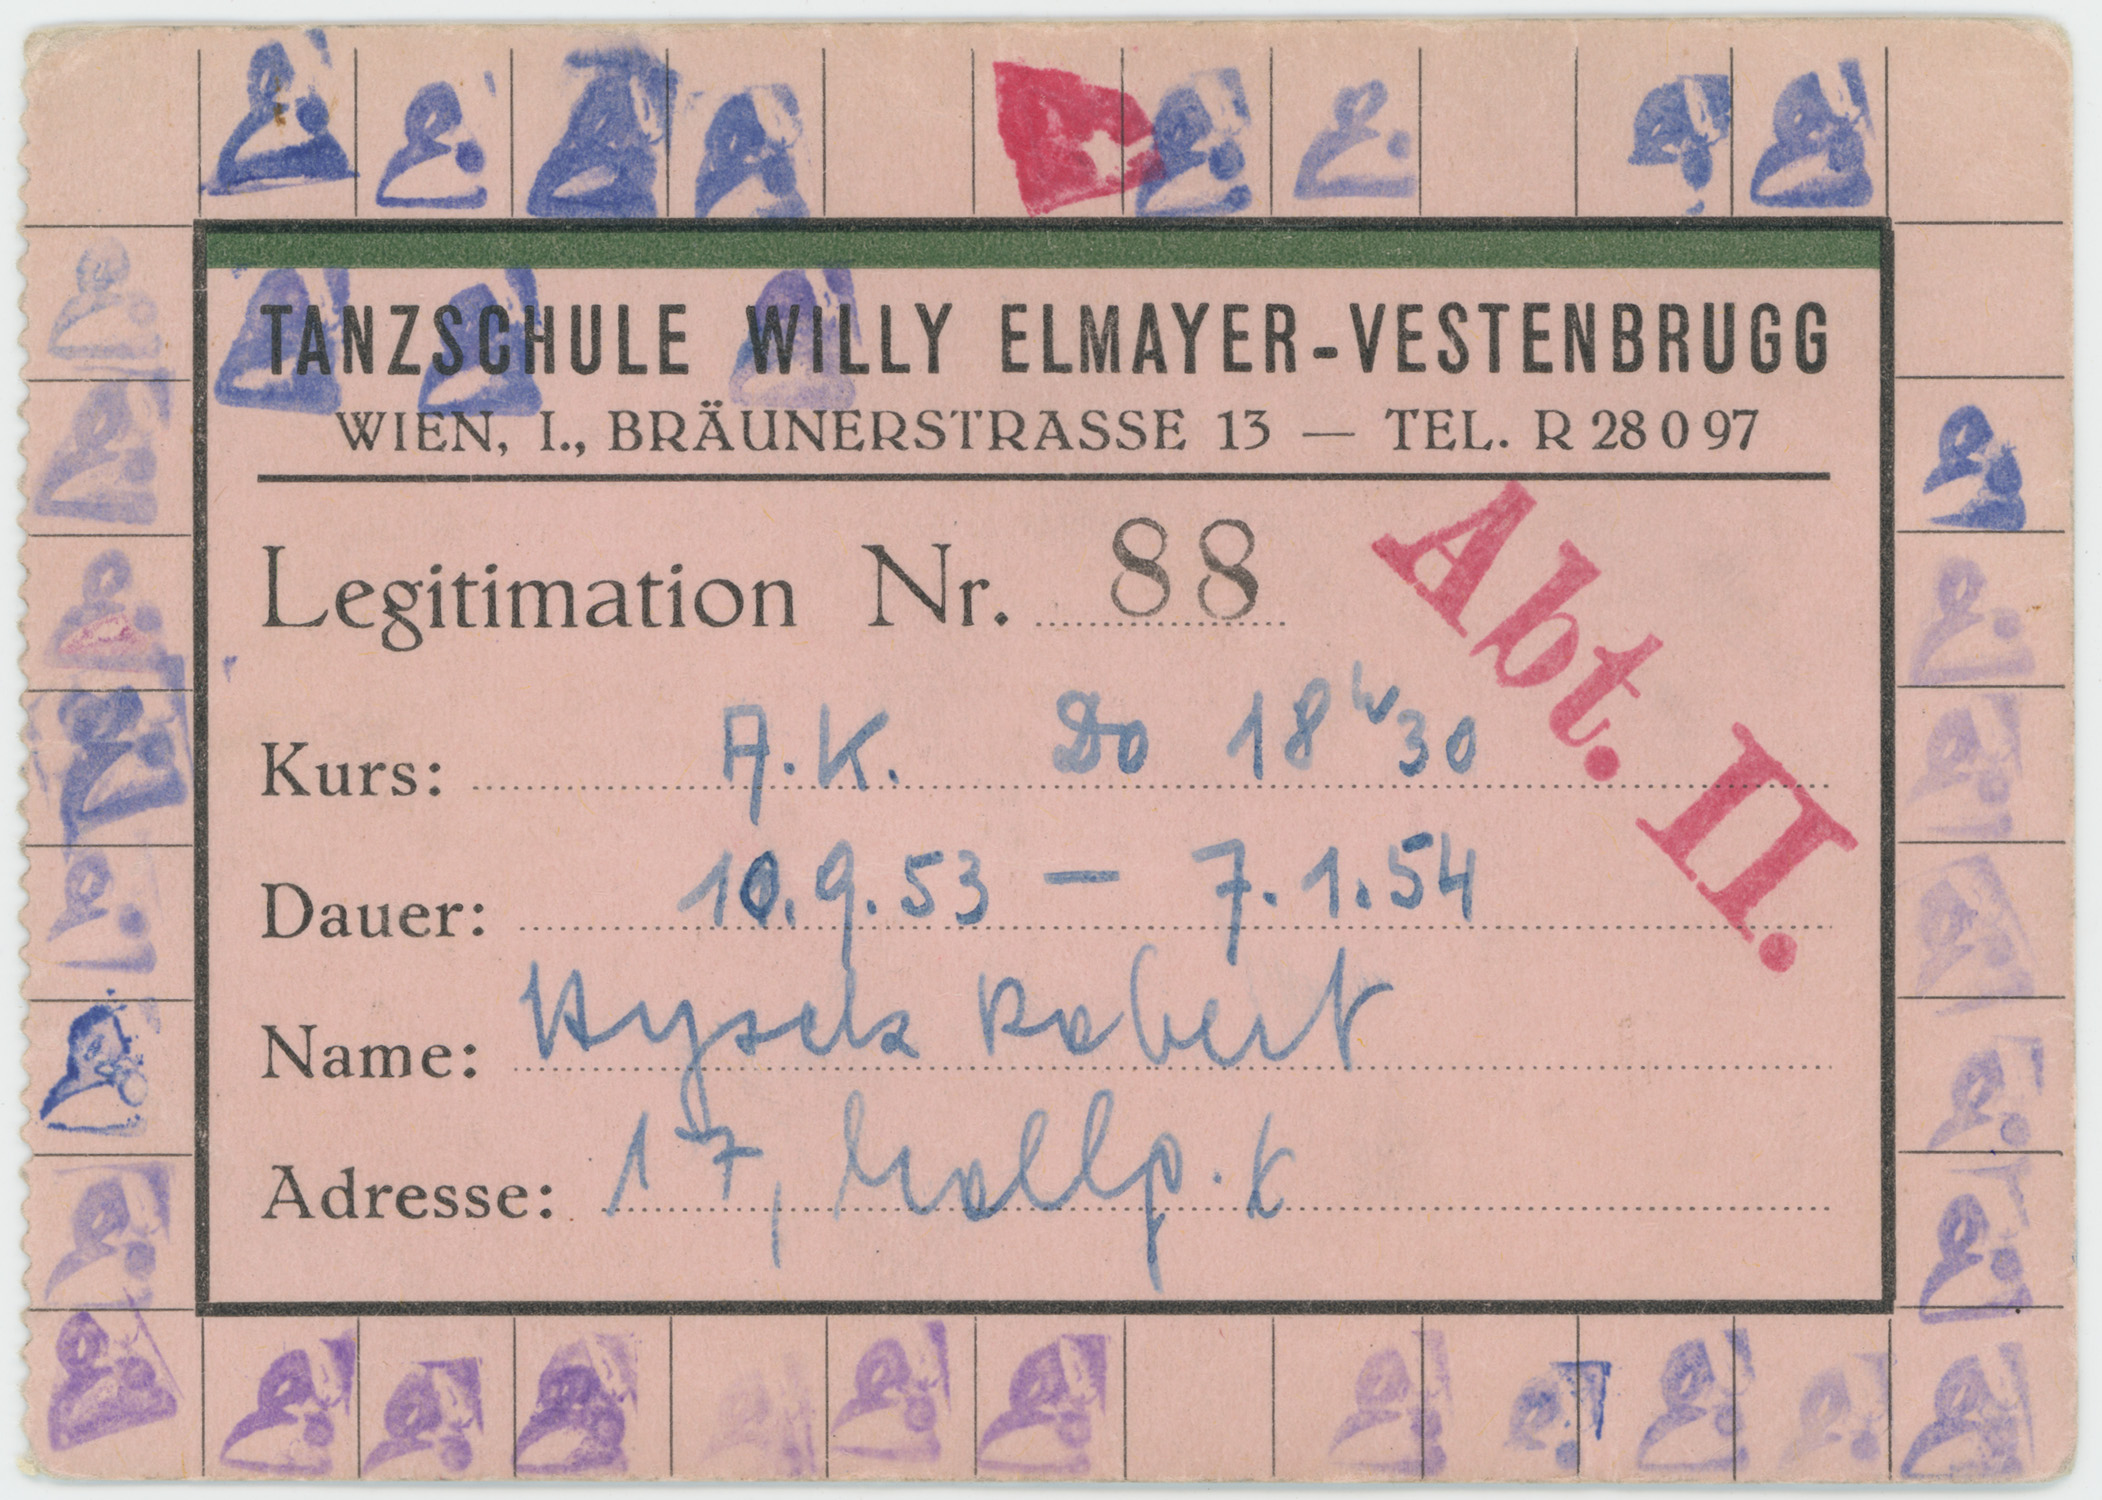 TANZSCHULE WILLY ELMAYER-VESTENBRUGG
WIEN, I., BRÄUNERSTRASSE 13 — TEL. R 28 0 97
Legitimation Nr. 88
Abt. II.
Kurs: A.K. Do 18ʰ30
Dauer: 10.9.53 — 7.1.54
Name: Hyseck Robert
Adresse: 17,